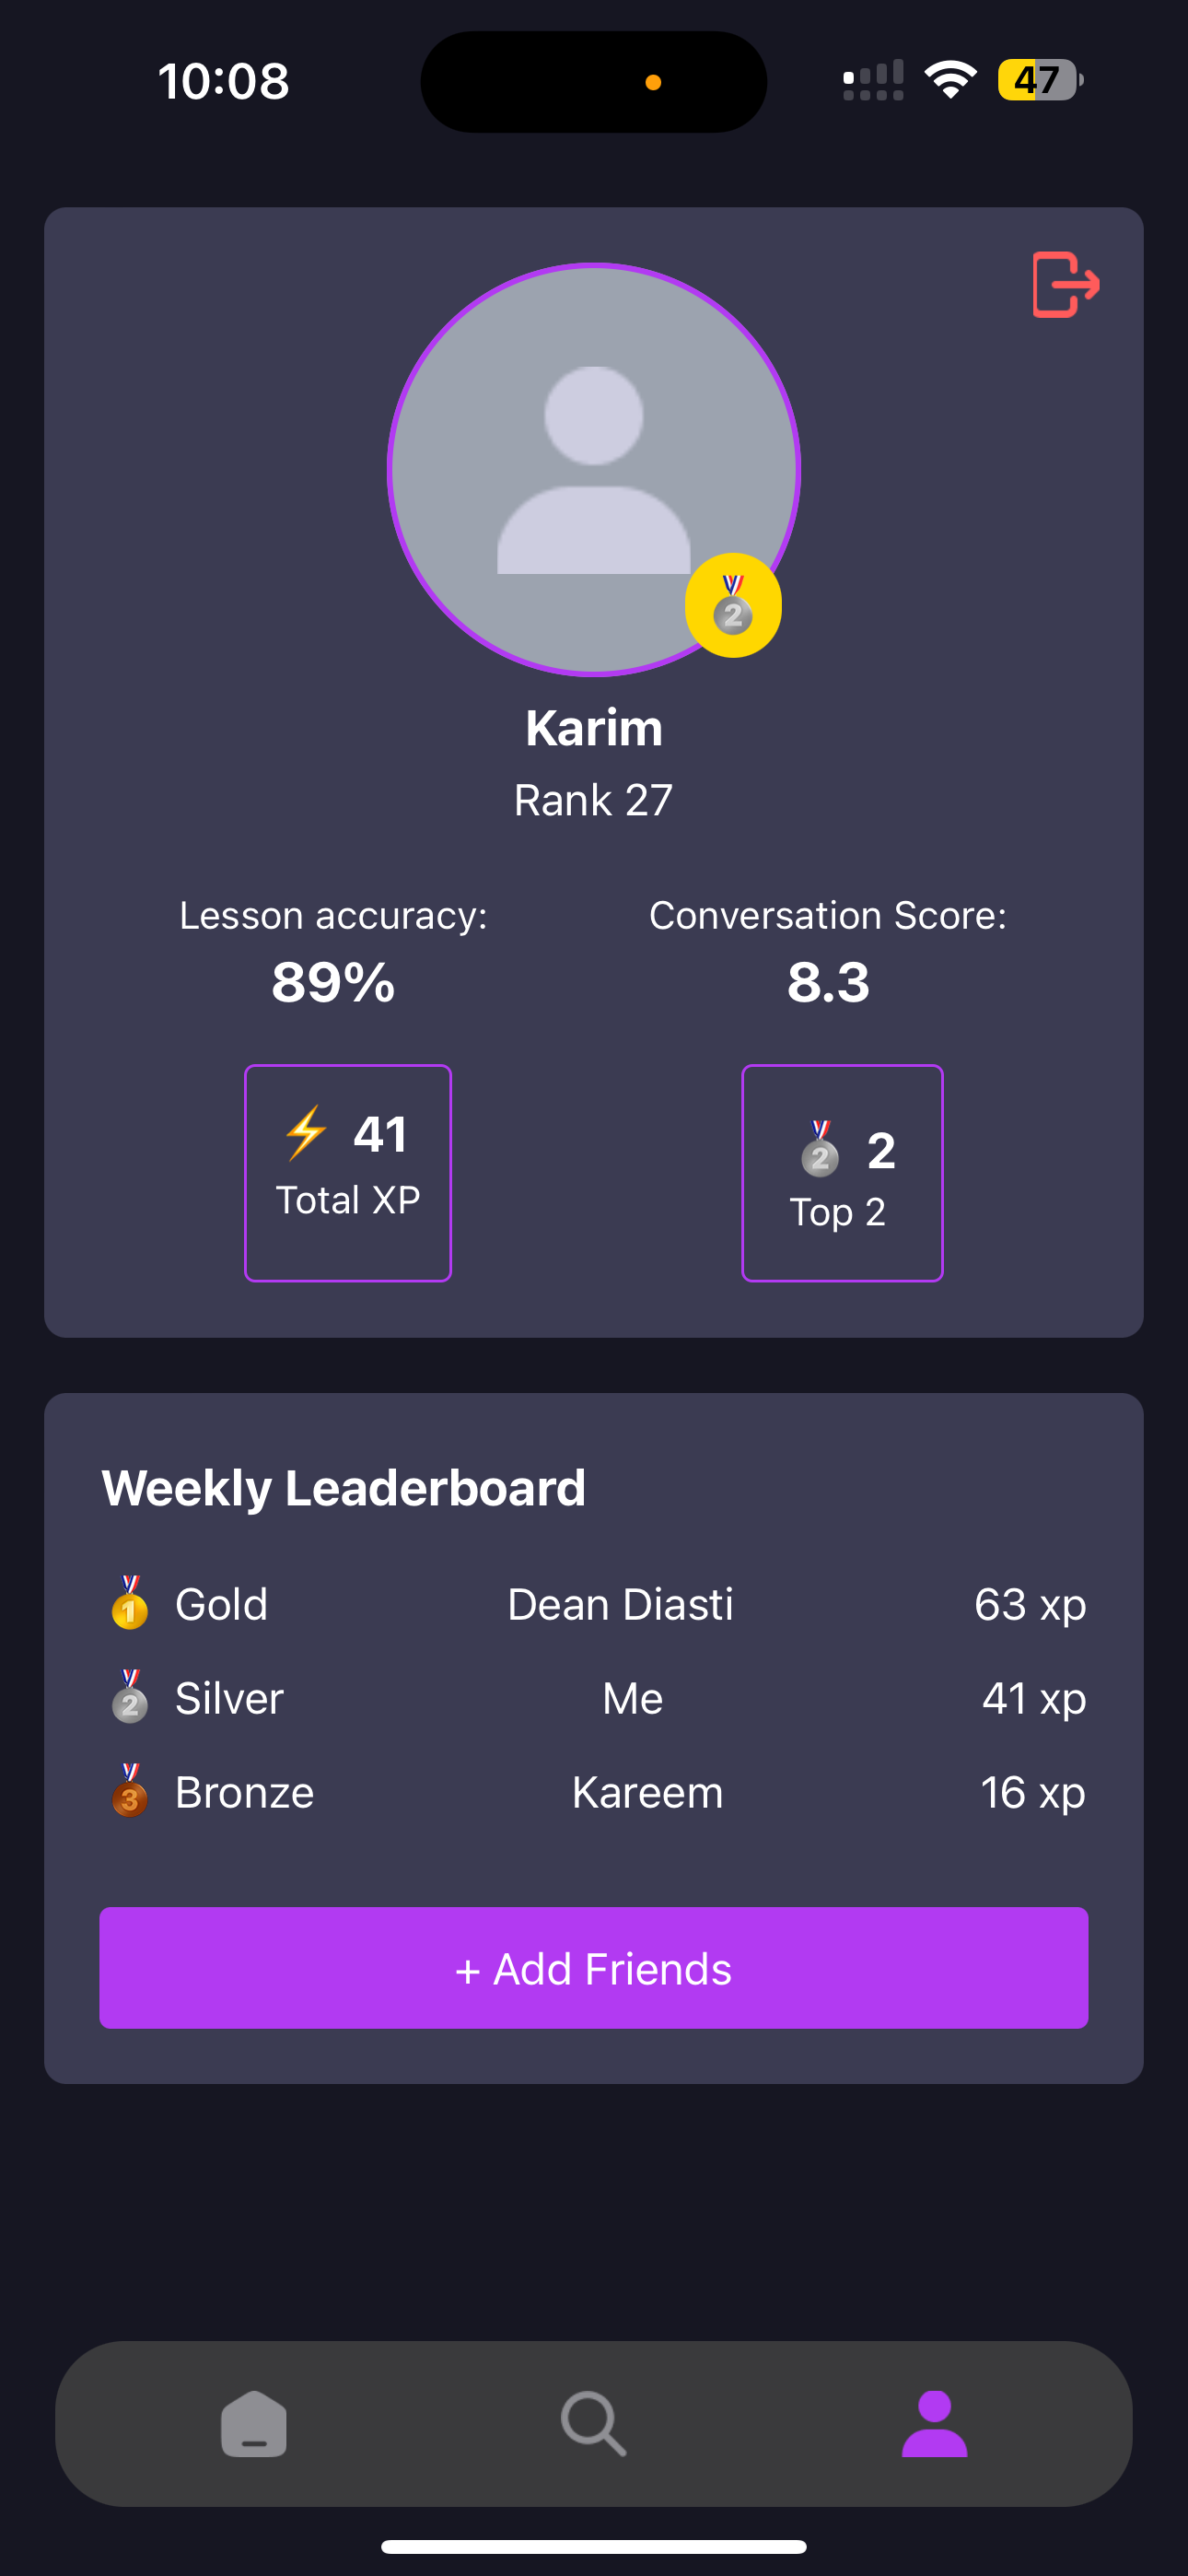 10:08
47
2
Karim
Rank 27
Lesson accuracy: Conversation Score:
89% 8.3
⚡ 41
Total XP
🥈 2
Top 2
Weekly Leaderboard
🥇 Gold Dean Diasti 63 xp
🥈 Silver Me 41 xp
🥉 Bronze Kareem 16 xp
+ Add Friends